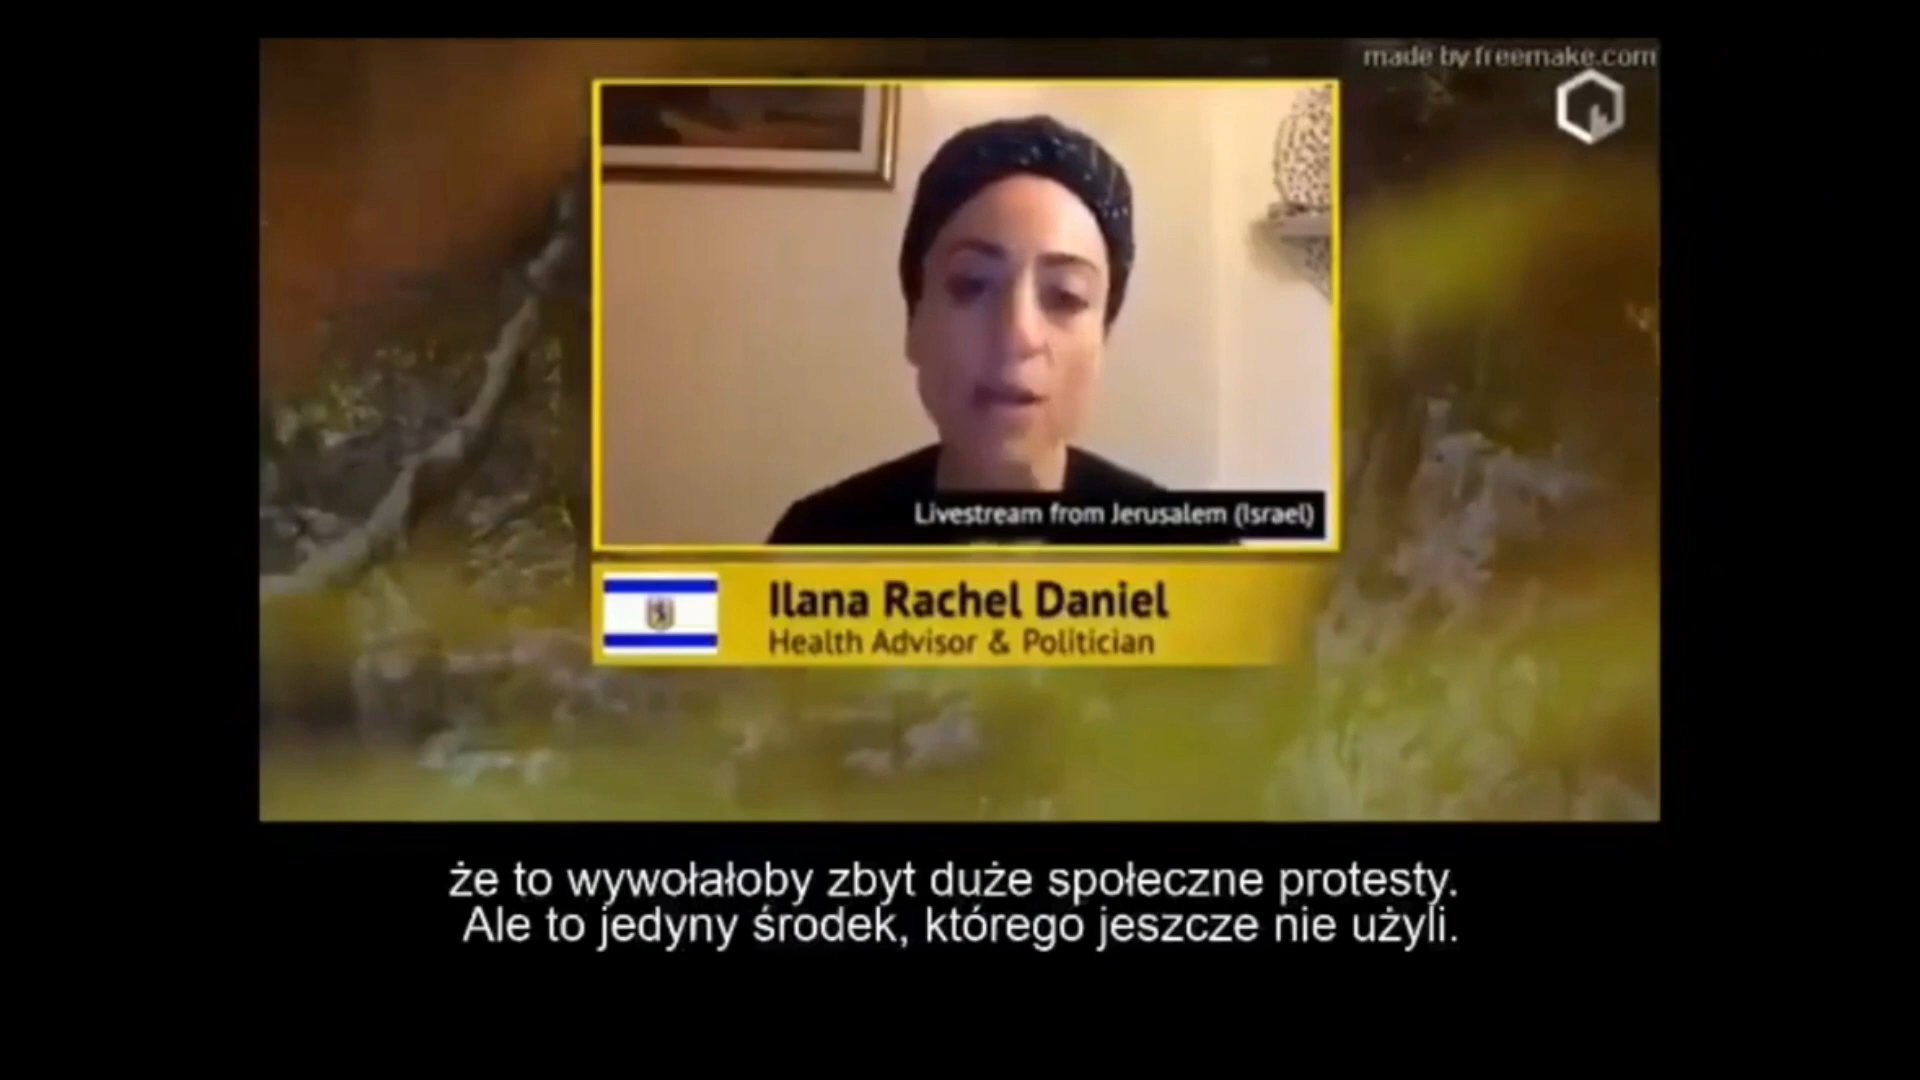 made by freemake.com
Livestream from Jerusalem (Israel)
Ilana Rachel Daniel
Health Advisor & Politician
że to wywołałoby zbyt duże społeczne protesty.
Ale to jedyny środek, którego jeszcze nie użyli.